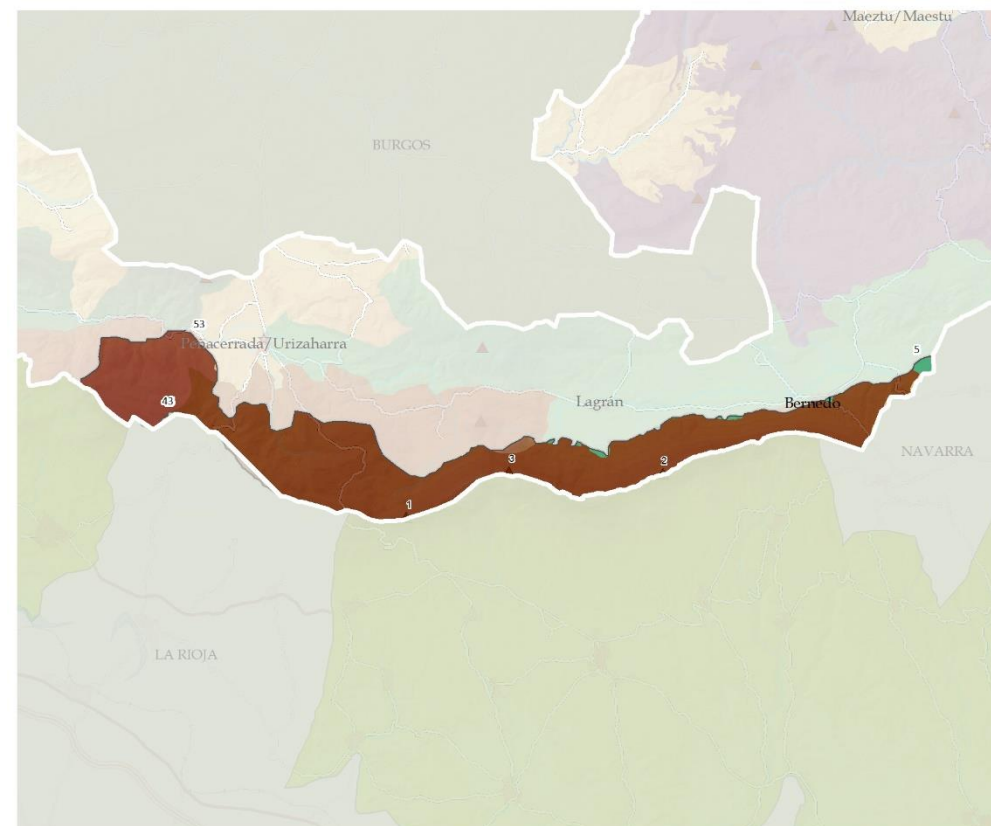 Maeztu/Maestu
BURGOS
53
Peñacerrada/Urizaharra
5
43
Lagrán
Bernedo
NAVARRA
3
2
1
LA RIOJA